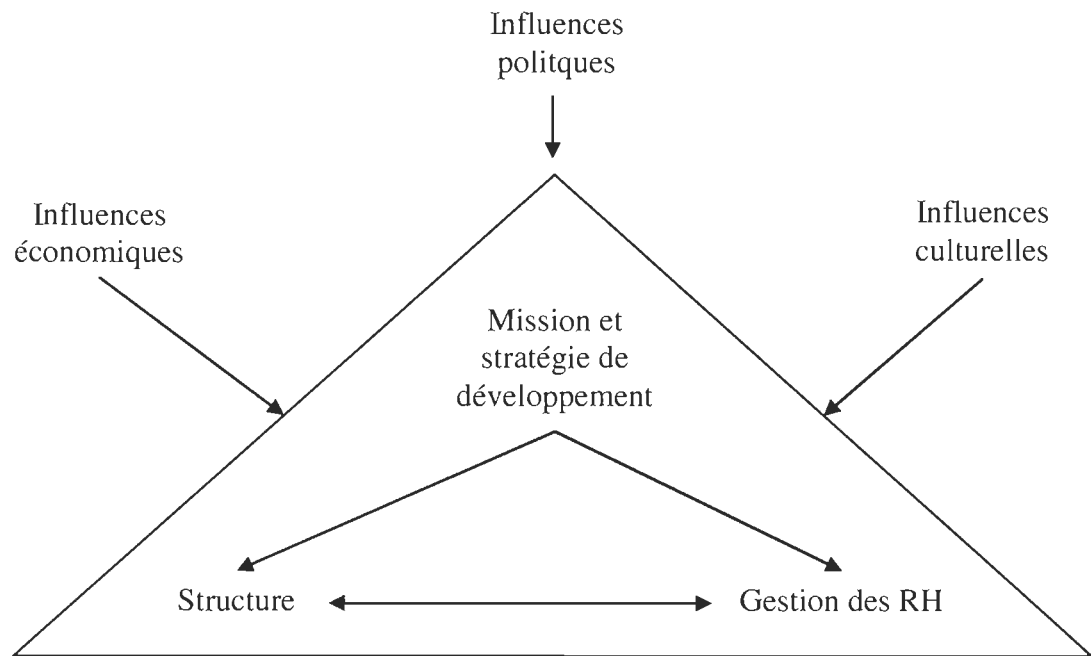 Influences
politques
Influences
économiques
Influences
culturelles
Mission et
stratégie de
développement
Structure
Gestion des RH